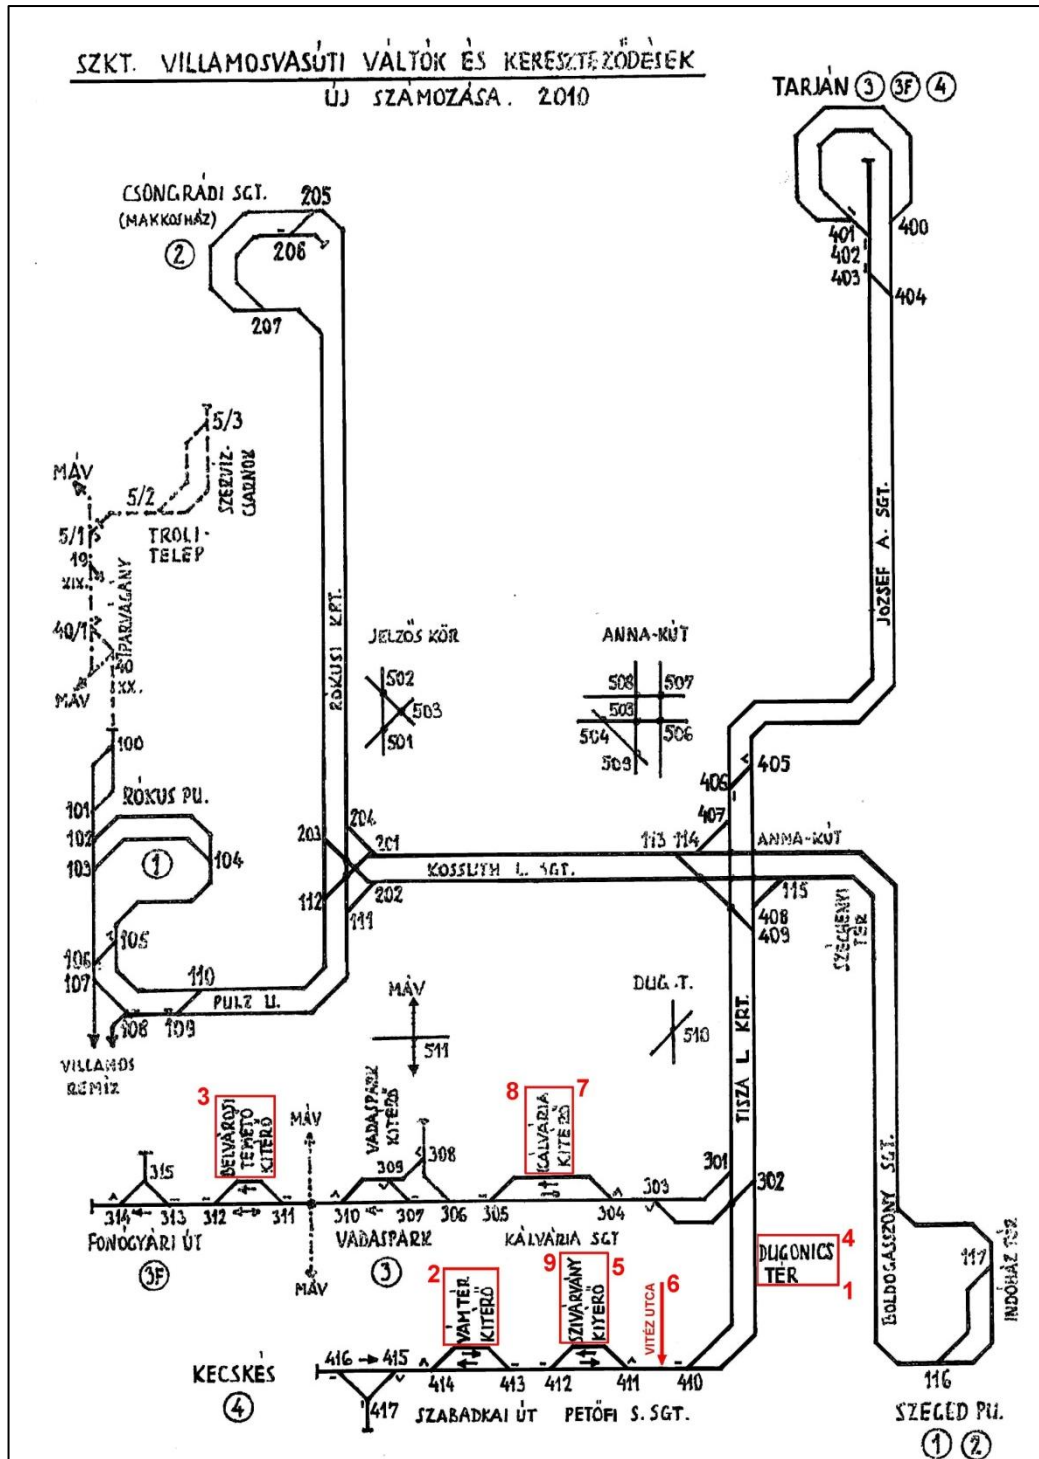 SZKT. VILLAMOSVASÚTI VÁLTÓK ÉS KERESZTEZŐDÉSEK
ÚJ SZÁMOZÁSA. 2010
TARJÁN 3 3F 4
400
401
402
403
404
CSONGRÁDI SGT.
(MAKKOSHÁZ)
2
205
206
207
5/3
SZERVIZ-
CSARNOK
MÁV
5/2
5/1
TROLI-
TELEP
19
XIX.
IPARVÁGÁNY
40/1
40
XX.
MÁV
RÓKUSI KRT.
JÓZSEF A. SGT.
JELZŐS KÖR
502
503
501
ANNA-KÚT
508
507
503
504
506
509
100
101
RÓKUS PU.
102
103
1
104
105
106
107
108
109
110
PULZ U.
VILLAMOS
REMÍZ
203
204
201
112
202
111
KOSSUTH L. SGT.
405
406
407
113
114
ANNA-KÚT
115
408
409
SZÉCHENYI
TÉR
MÁV
511
DUG. T.
510
TISZA L. KRT.
BOLDOGASSZONY SGT.
3
BELVÁROSI
TEMETŐ
KITÉRŐ
MÁV
VADASPARK
KITÉRŐ
8
KÁLVÁRIA
KITÉRŐ
7
315
314
313
312
311
310
309
307
308
306
305
304
303
301
302
FONÓGYÁRI ÚT
3F
MÁV
VADASPARK
3
KÁLVÁRIA SGT
DUGONICS
TÉR
4
1
2
VÁM TÉR
KITÉRŐ
9
SZIVÁRVÁNY
KITÉRŐ
5
VITÉZ UTCA
6
KECSKÉS
4
416
415
417
414
413
412
411
410
SZABADKAI ÚT
PETŐFI S. SGT.
117
INDÓHÁZ TÉR
116
SZEGED PU.
1 2